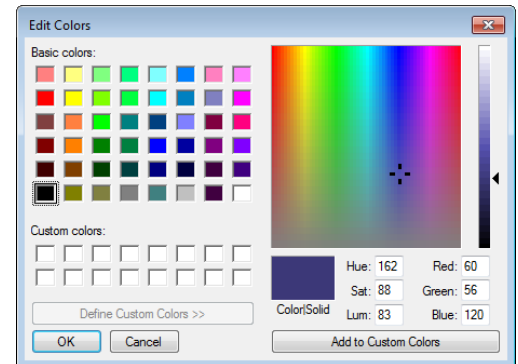 Edit Colors
Basic colors:
Custom colors:
Define Custom Colors >>
OK
Cancel
Hue: 162
Red: 60
Sat: 88
Green: 56
Color|Solid
Lum: 83
Blue: 120
Add to Custom Colors